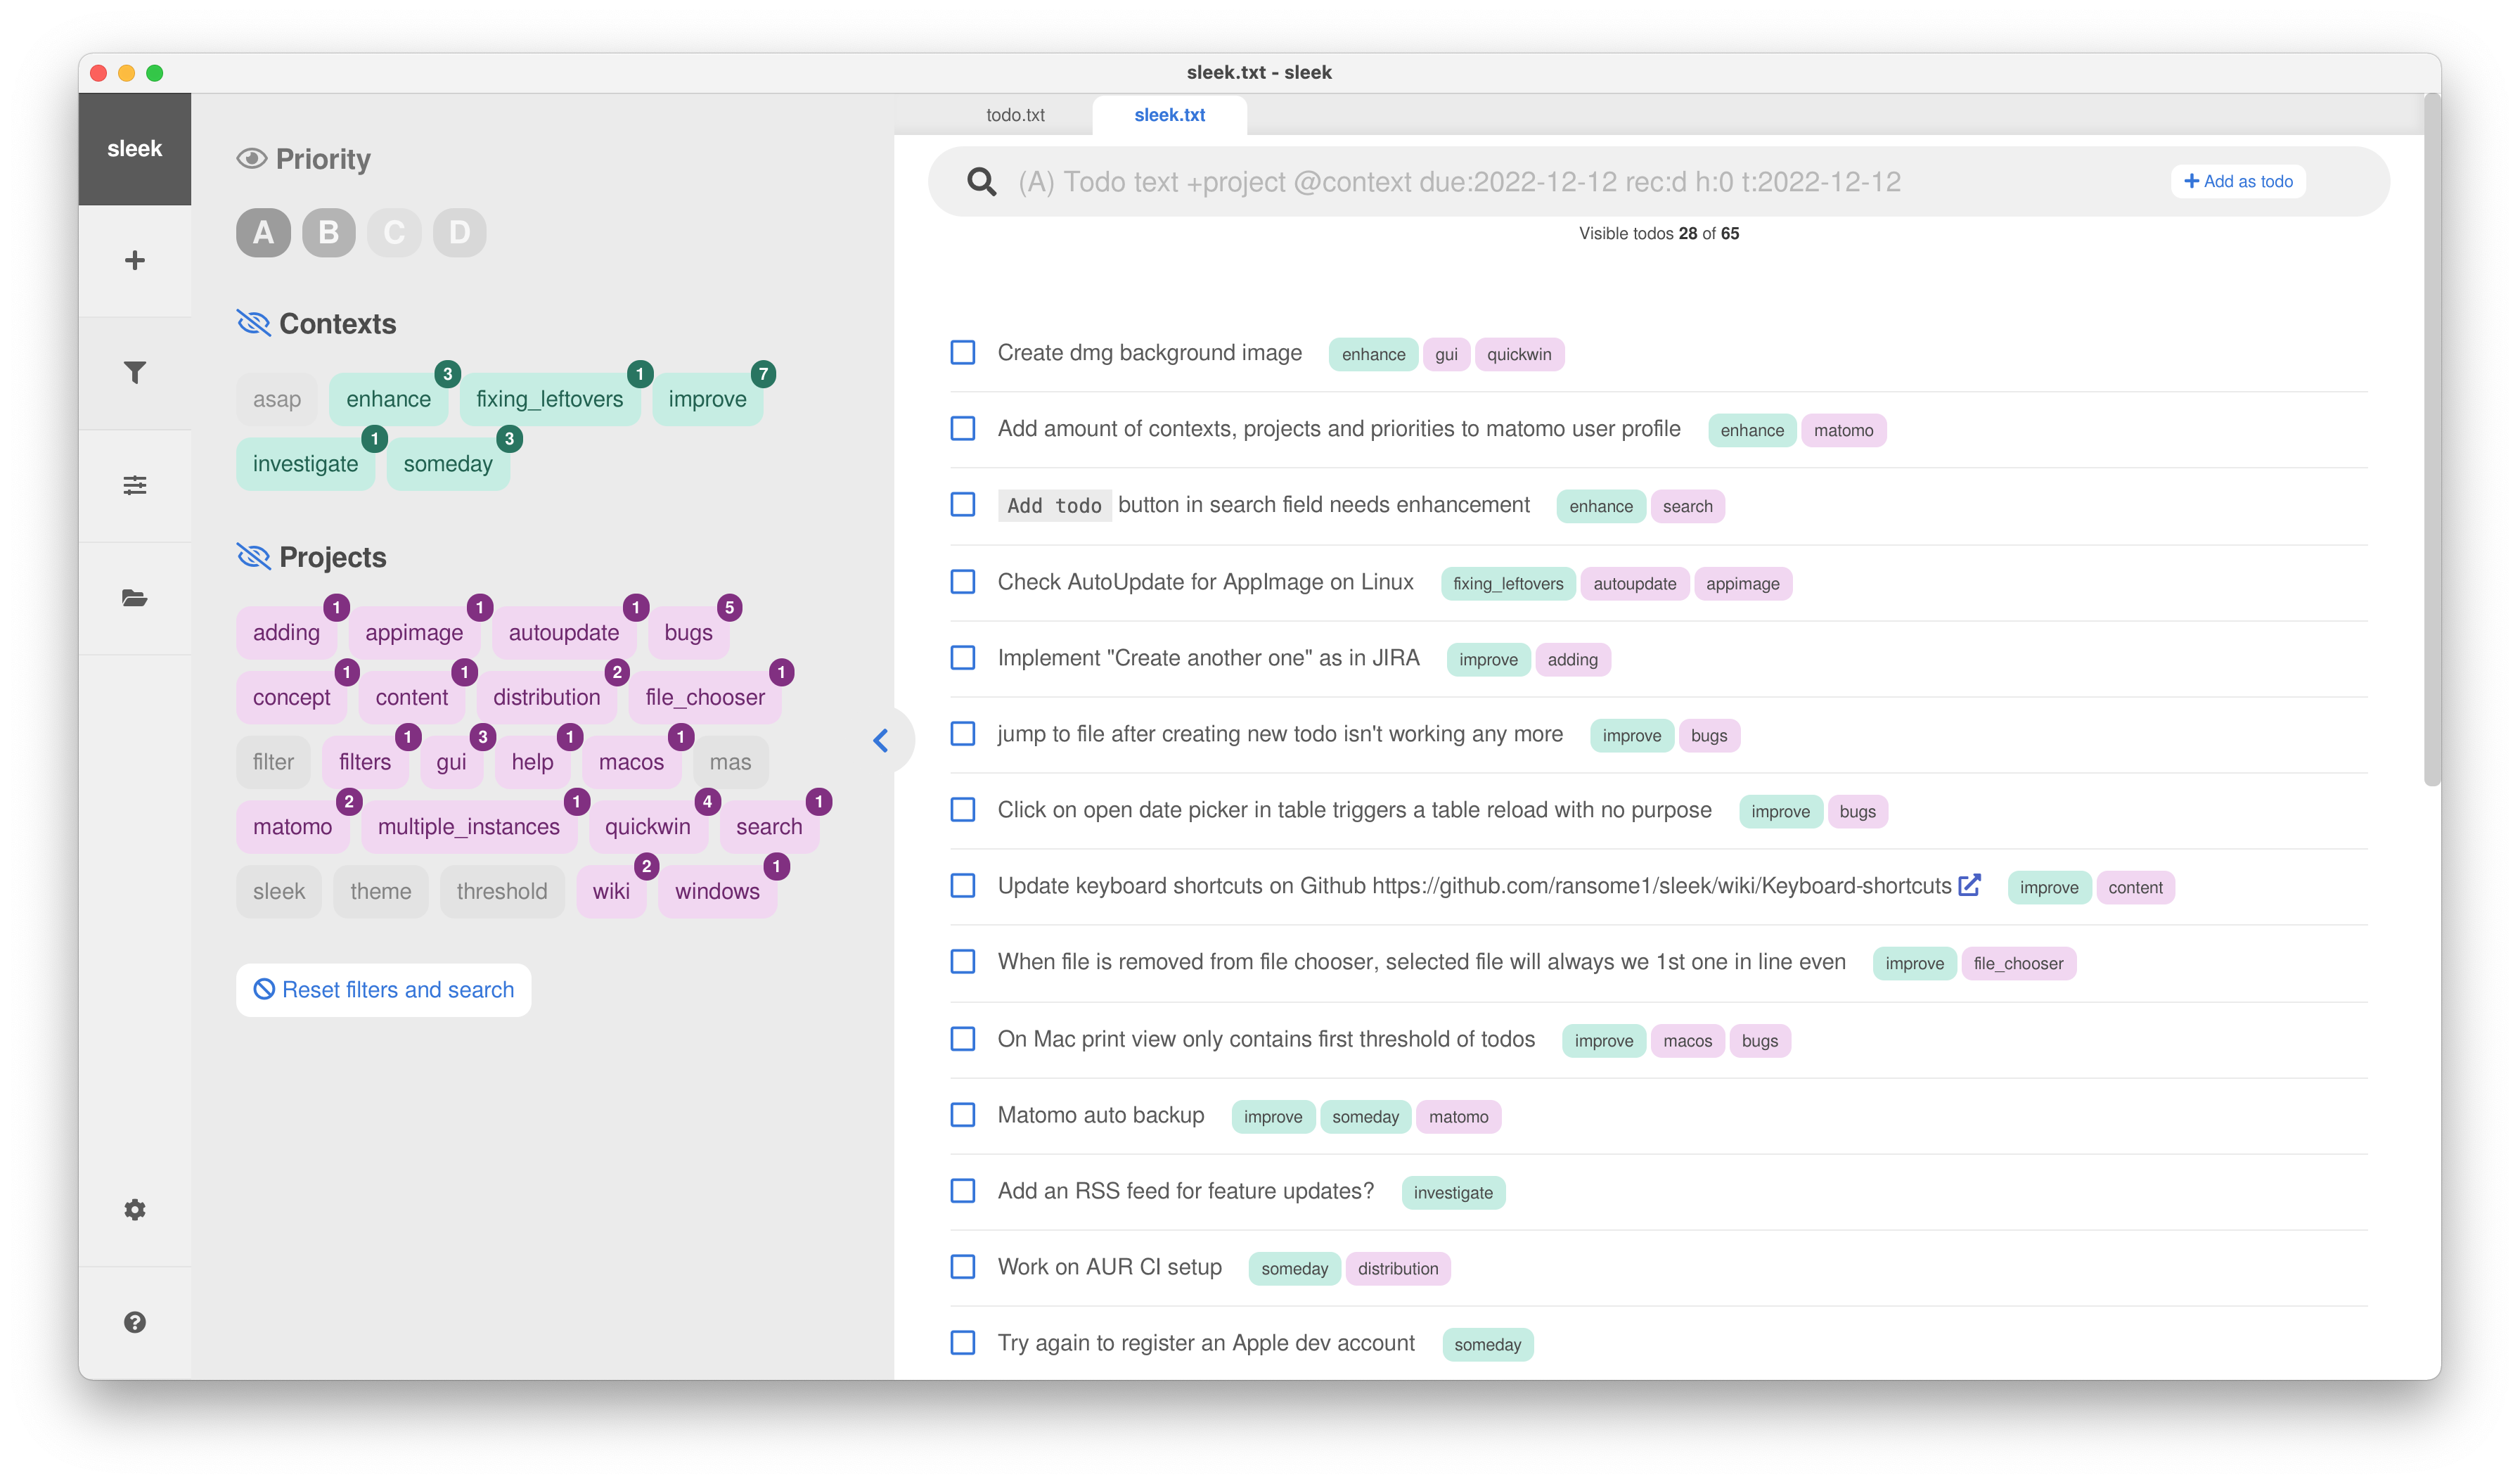 sleek.txt - sleek
sleek
Priority
A B C D
Contexts
asap enhance 3 fixing_leftovers 1 improve 7
investigate 1 someday 3
Projects
adding 1 appimage 1 autoupdate 1 bugs 5
concept 1 content 1 distribution 2 file_chooser 1
filter filters 1 gui 3 help 1 macos 1 mas
matomo 2 multiple_instances 1 quickwin 4 search 1
sleek theme threshold wiki 2 windows 1
Reset filters and search
todo.txt sleek.txt
(A) Todo text +project @context due:2022-12-12 rec:d h:0 t:2022-12-12 Add as todo
Visible todos 28 of 65
Create dmg background image enhance gui quickwin
Add amount of contexts, projects and priorities to matomo user profile enhance matomo
Add todo button in search field needs enhancement enhance search
Check AutoUpdate for AppImage on Linux fixing_leftovers autoupdate appimage
Implement "Create another one" as in JIRA improve adding
jump to file after creating new todo isn't working any more improve bugs
Click on open date picker in table triggers a table reload with no purpose improve bugs
Update keyboard shortcuts on Github https://github.com/ransome1/sleek/wiki/Keyboard-shortcuts improve content
When file is removed from file chooser, selected file will always we 1st one in line even improve file_chooser
On Mac print view only contains first threshold of todos improve macos bugs
Matomo auto backup improve someday matomo
Add an RSS feed for feature updates? investigate
Work on AUR CI setup someday distribution
Try again to register an Apple dev account someday